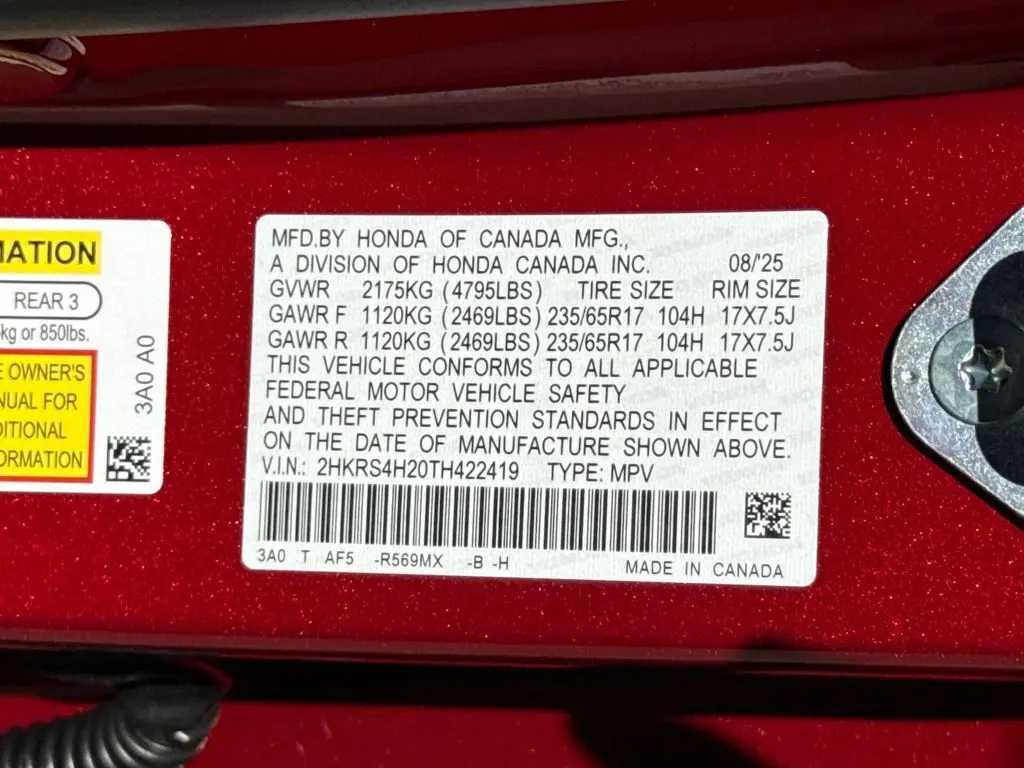 MATION
REAR 3
kg or 850lbs.
E OWNER'S
NUAL FOR
DITIONAL
ORMATION
3A0 A0
MFD.BY HONDA OF CANADA MFG.,
A DIVISION OF HONDA CANADA INC. 08/'25
GVWR 2175KG (4795LBS) TIRE SIZE RIM SIZE
GAWR F 1120KG (2469LBS) 235/65R17 104H 17X7.5J
GAWR R 1120KG (2469LBS) 235/65R17 104H 17X7.5J
THIS VEHICLE CONFORMS TO ALL APPLICABLE
FEDERAL MOTOR VEHICLE SAFETY
AND THEFT PREVENTION STANDARDS IN EFFECT
ON THE DATE OF MANUFACTURE SHOWN ABOVE.
V.I.N.: 2HKRS4H20TH422419 TYPE: MPV
3A0 T AF5 -R569MX -B -H MADE IN CANADA